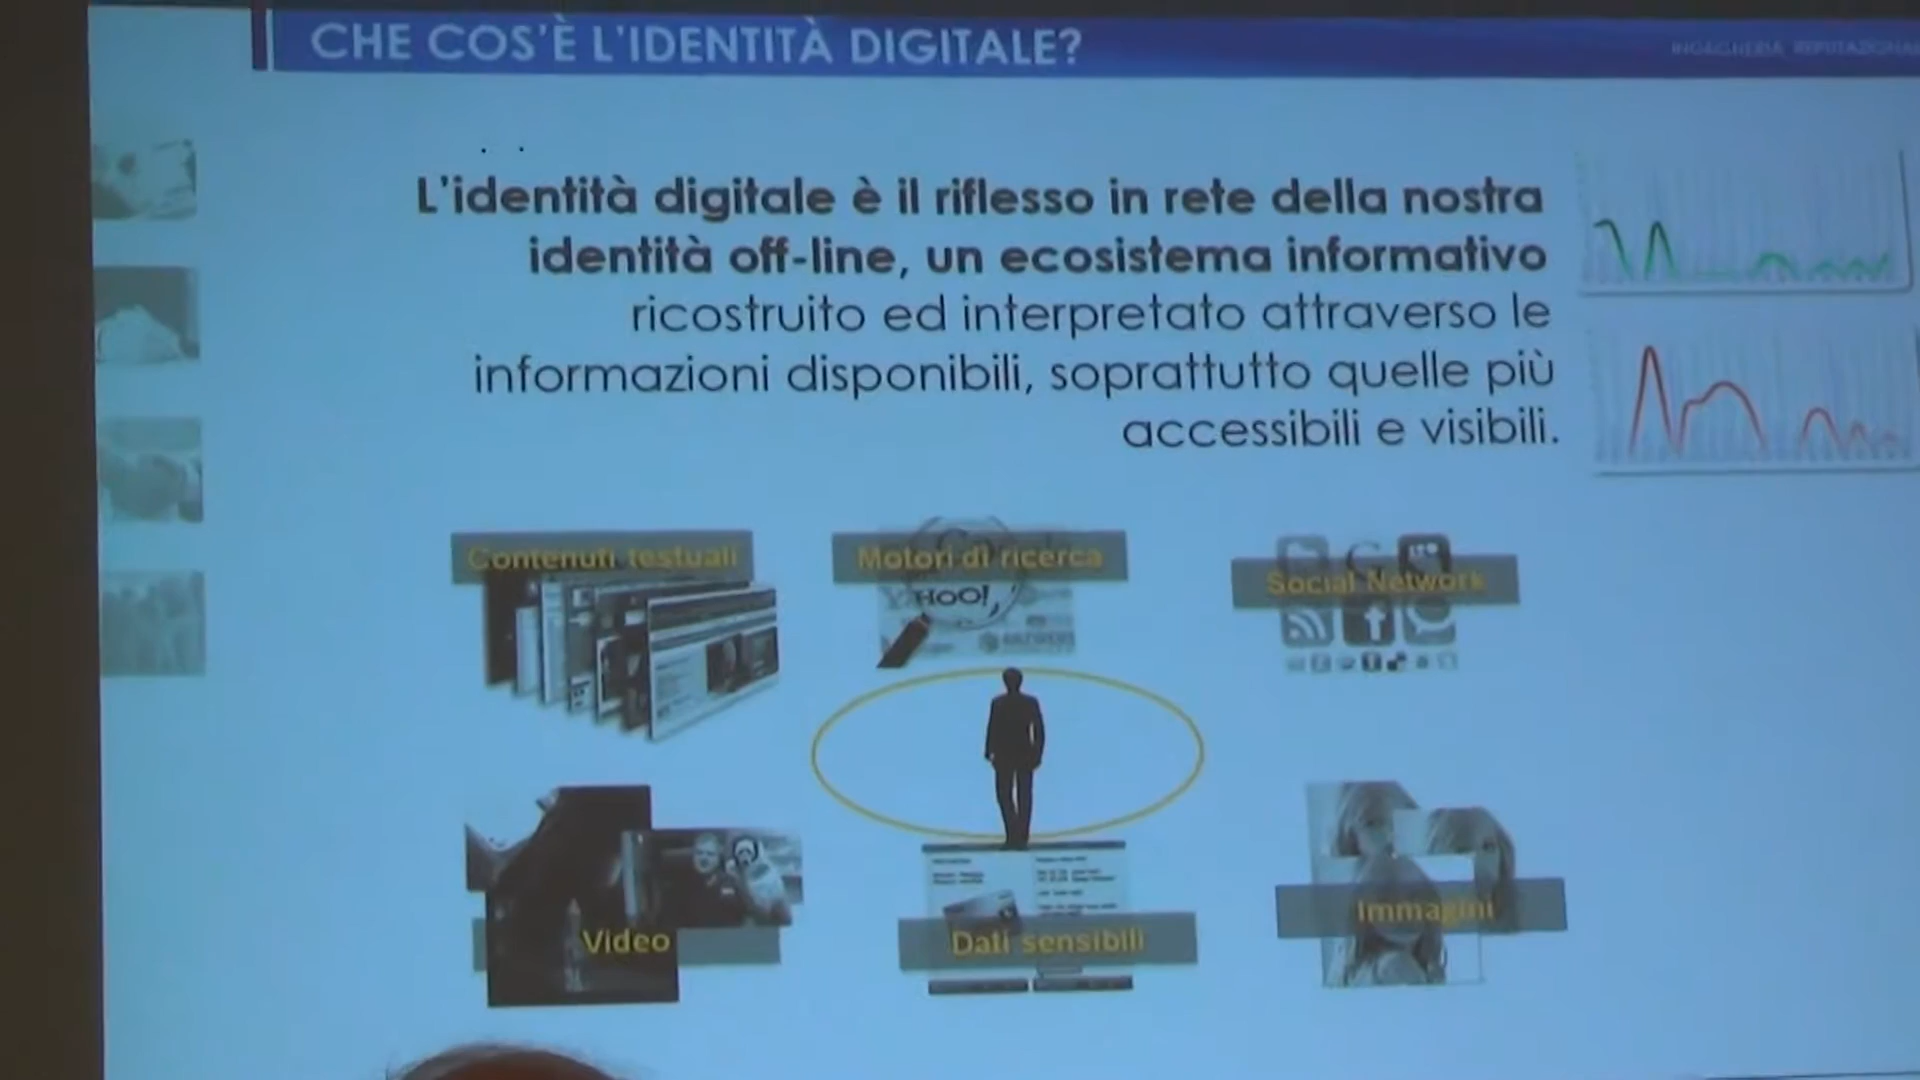 CHE COS'È L'IDENTITÀ DIGITALE?
L'identità digitale è il riflesso in rete della nostra
identità off-line, un ecosistema informativo
ricostruito ed interpretato attraverso le
informazioni disponibili, soprattutto quelle più
accessibili e visibili.
Contenuti testuali
Motori di ricerca
Social Network
HOO!
Video
Dati sensibili
Immagini